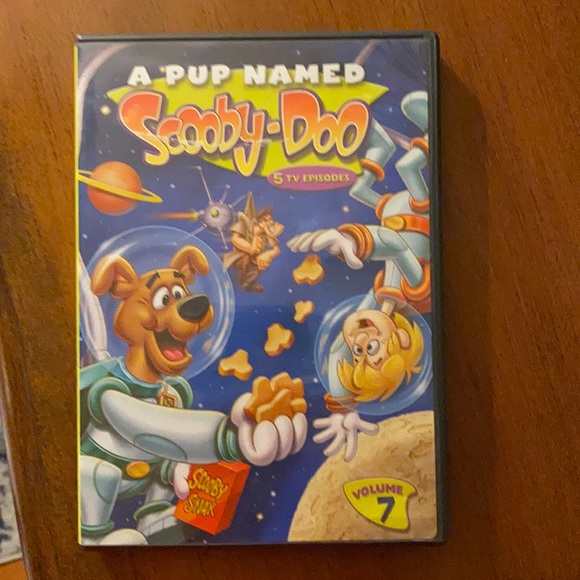 A PUP NAMED
Scooby-Doo
5 TV EPISODES
SCOOBY
SNAX
VOLUME
7